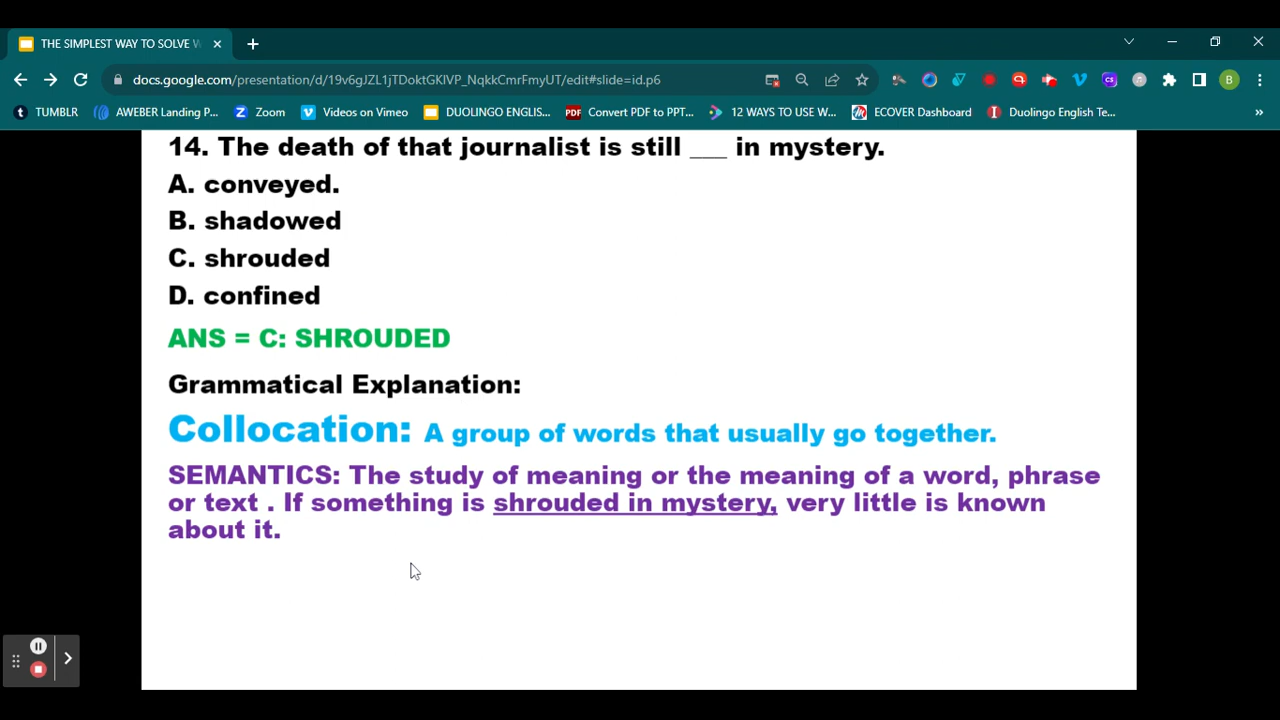 THE SIMPLEST WAY TO SOLVE W
docs.google.com/presentation/d/19v6gJZL1jTDoktGKlVP_NqkkCmrFmyUT/edit#slide=id.p6
B
TUMBLR AWEBER Landing P... Zoom Videos on Vimeo DUOLINGO ENGLIS... PDF Convert PDF to PPT... 12 WAYS TO USE W... ECOVER Dashboard Duolingo English Te... »
14. The death of that journalist is still ___ in mystery.
A. conveyed.
B. shadowed
C. shrouded
D. confined
ANS = C: SHROUDED
Grammatical Explanation:
Collocation: A group of words that usually go together.
SEMANTICS: The study of meaning or the meaning of a word, phrase
or text . If something is shrouded in mystery, very little is known
about it.